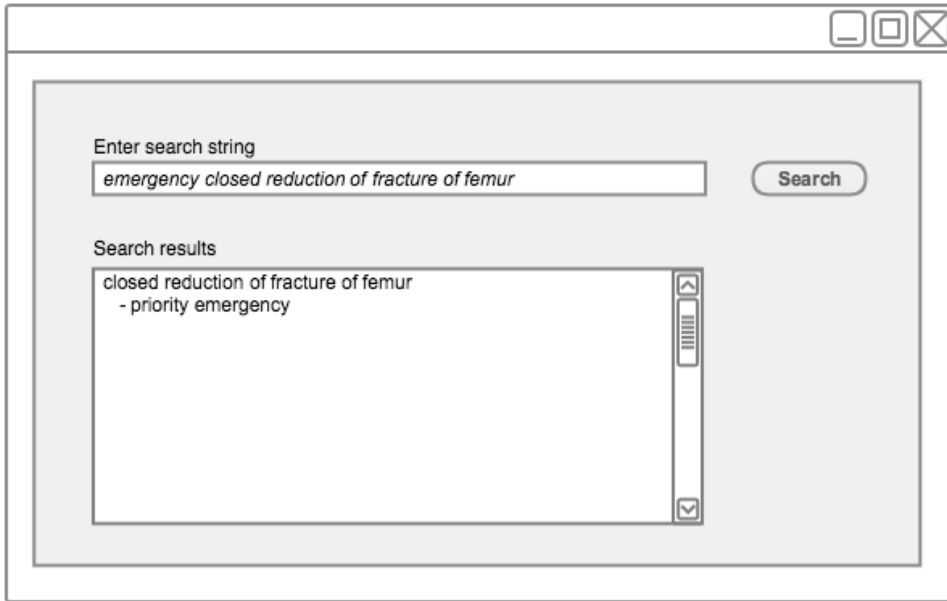 Enter search string
emergency closed reduction of fracture of femur
Search
Search results
closed reduction of fracture of femur
- priority emergency